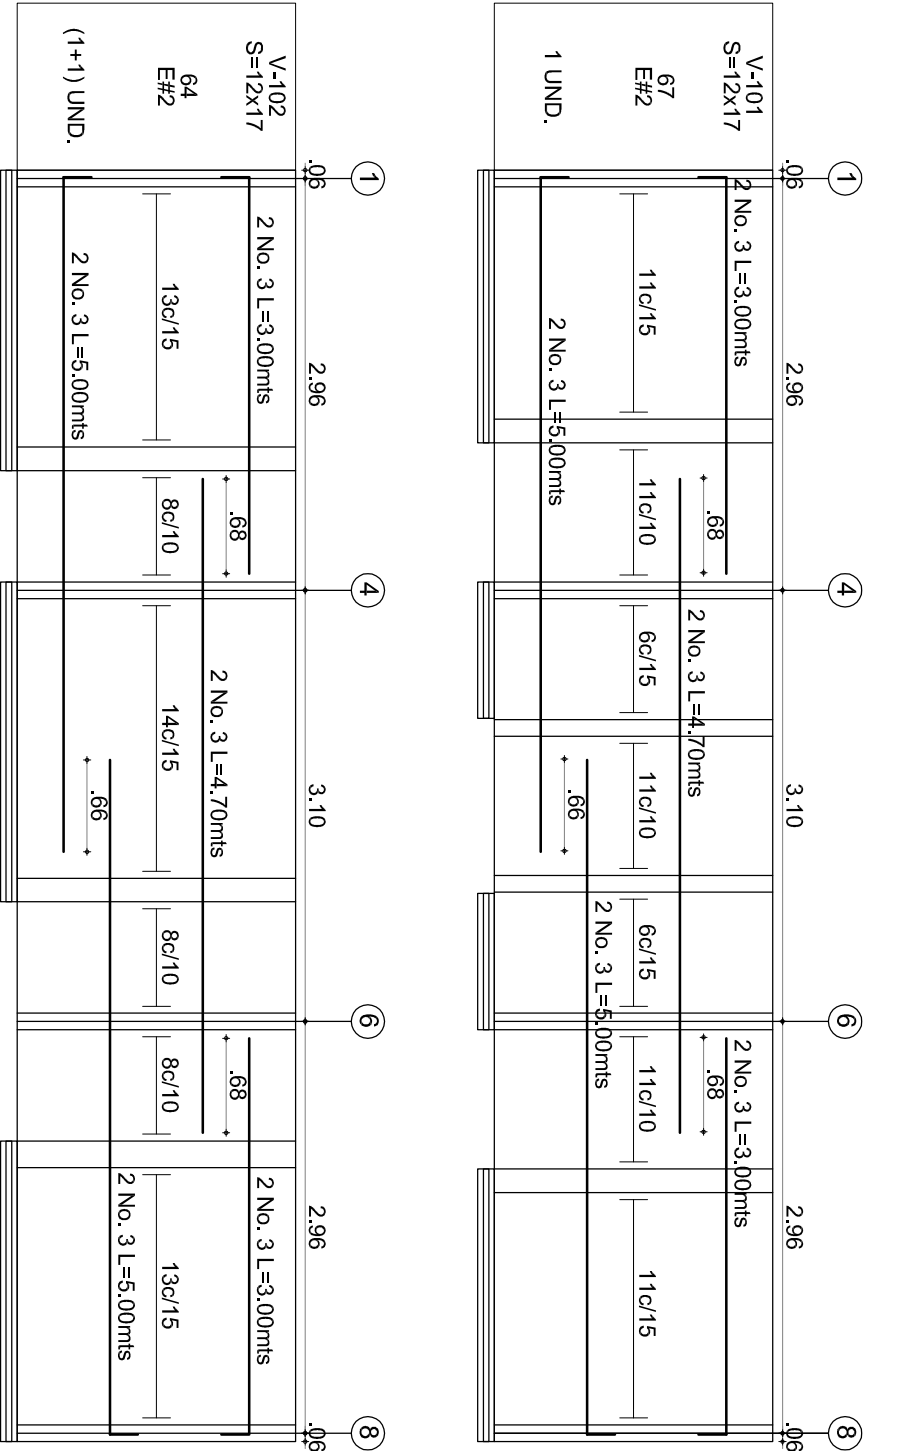 V-101
S=12x17
67
E#2
1 UND.
1
4
6
8
.06
2.96
3.10
2.96
.06
2 No. 3 L=3.00mts
2 No. 3 L=3.00mts
.68
.68
2 No. 3 L=4.70mts
11c/15
11c/10
6c/15
11c/10
6c/15
11c/10
11c/15
2 No. 3 L=5.00mts
.66
2 No. 3 L=5.00mts
V-102
S=12x17
64
E#2
(1+1) UND.
1
4
6
8
.06
2.96
3.10
2.96
.06
2 No. 3 L=3.00mts
2 No. 3 L=3.00mts
.68
.68
2 No. 3 L=4.70mts
13c/15
8c/10
14c/15
8c/10
8c/10
13c/15
2 No. 3 L=5.00mts
.66
2 No. 3 L=5.00mts